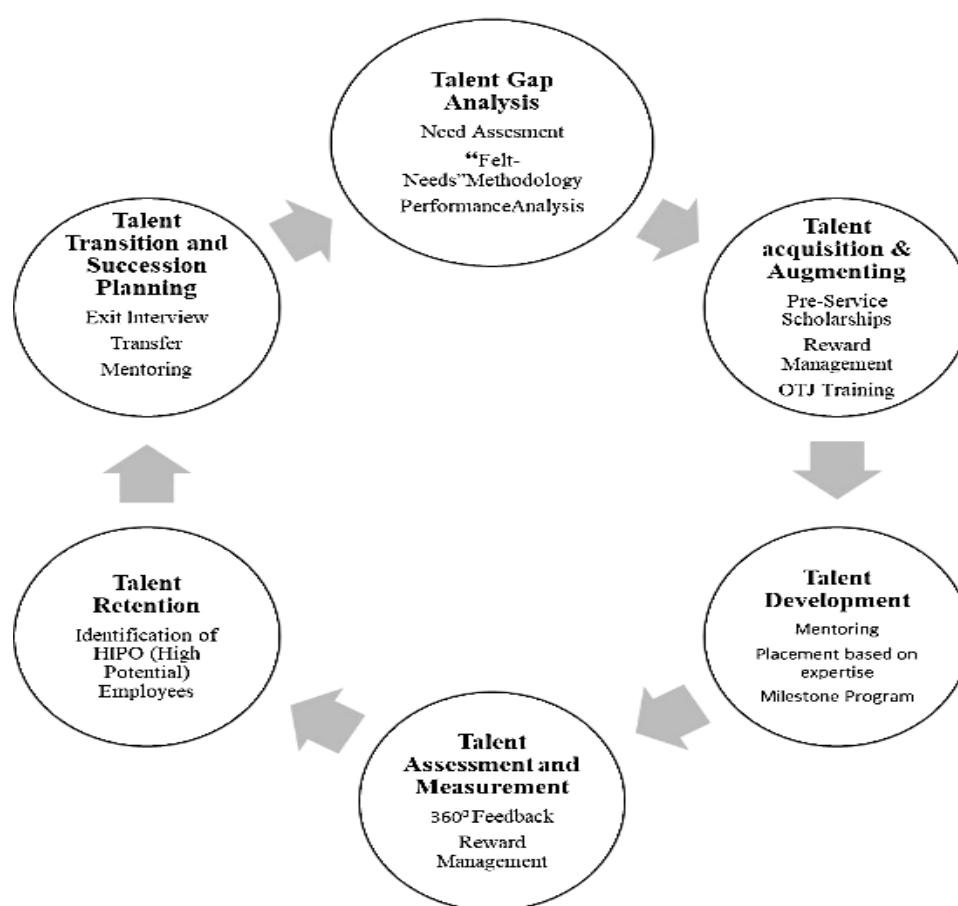 Talent Gap
Analysis
Need Assesment
“Felt-
Needs”Methodology
PerformanceAnalysis
Talent
acquisition &
Augmenting
Pre-Service
Scholarships
Reward
Management
OTJ Training
Talent
Development
Mentoring
Placement based on
expertise
Milestone Program
Talent
Assessment and
Measurement
360º Feedback
Reward
Management
Talent
Retention
Identification of
HIPO (High
Potential)
Employees
Talent
Transition and
Succession
Planning
Exit Interview
Transfer
Mentoring